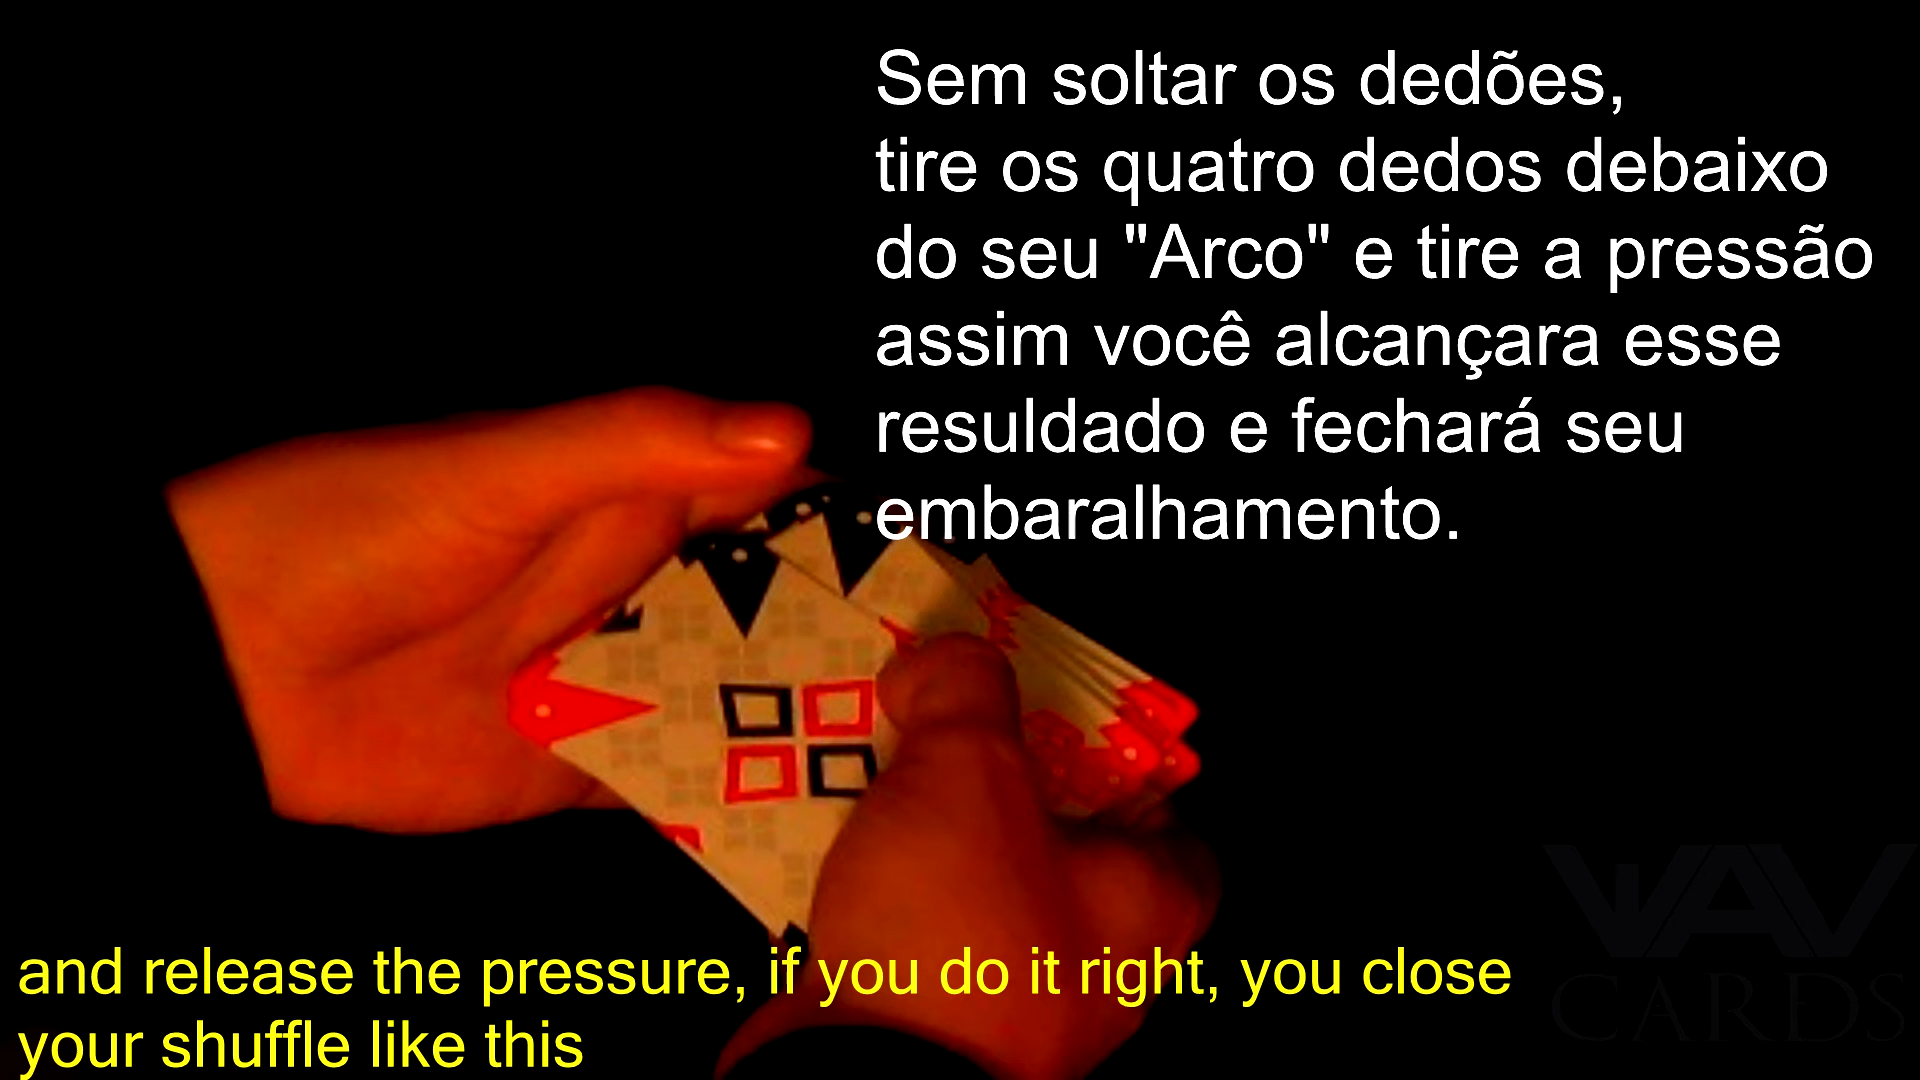 Sem soltar os dedões,
tire os quatro dedos debaixo
do seu "Arco" e tire a pressão
assim você alcançara esse
resuldado e fechará seu
embaralhamento.
WAV
CARDS
and release the pressure, if you do it right, you close
your shuffle like this